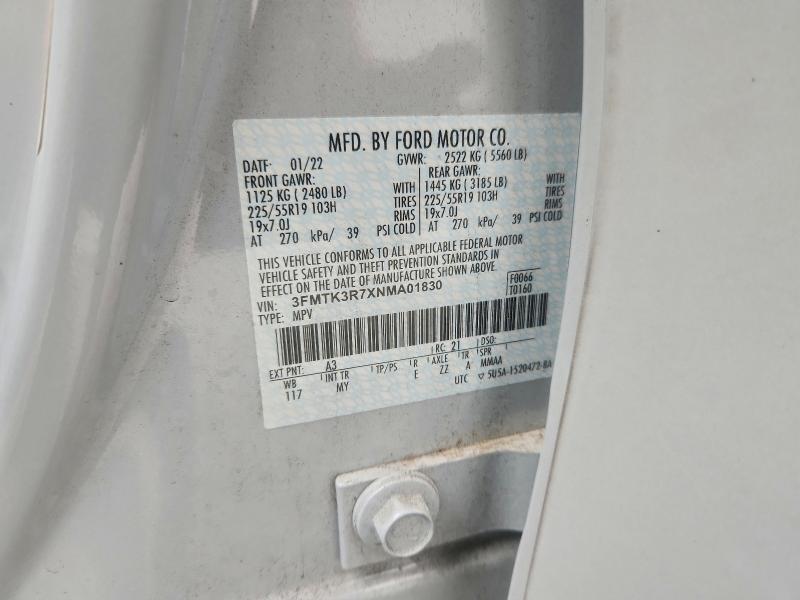 MFD. BY FORD MOTOR CO.
DATE: 01/22 GVWR: 2522 KG ( 5560 LB)
FRONT GAWR: REAR GAWR:
1125 KG ( 2480 LB) WITH 1445 KG ( 3185 LB) WITH
225/55R19 103H TIRES 225/55R19 103H TIRES
19x7.0J RIMS 19x7.0J RIMS
AT 270 kPa/ 39 PSI COLD AT 270 kPa/ 39 PSI COLD
THIS VEHICLE CONFORMS TO ALL APPLICABLE FEDERAL MOTOR
VEHICLE SAFETY AND THEFT PREVENTION STANDARDS IN
EFFECT ON THE DATE OF MANUFACTURE SHOWN ABOVE.
VIN: 3FMTK3R7XNMA01830 F0066
TYPE: MPV T0160
EXT PNT: A3 RC: 21 DSO:
WB INT TR TP/PS R AXLE TR SPR
117 MY E ZZ A MMAA
UTC ▽ 5U5A-1520472-BA